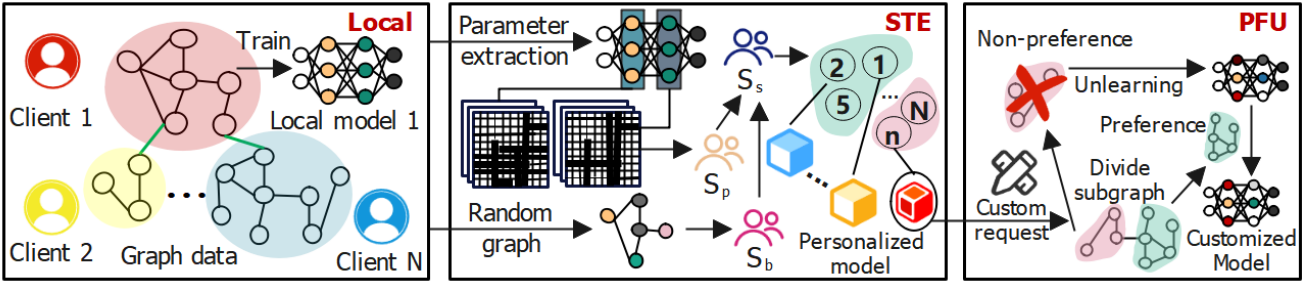 Local
Client 1
Train
Local model 1
Client 2
Graph data
Client N
STE
Parameter
extraction
S_s
S_p
S_b
Random
graph
2
1
5
...
N
n
Personalized
model
PFU
Non-preference
Unlearning
Preference
Divide
subgraph
Custom
request
Customized
Model